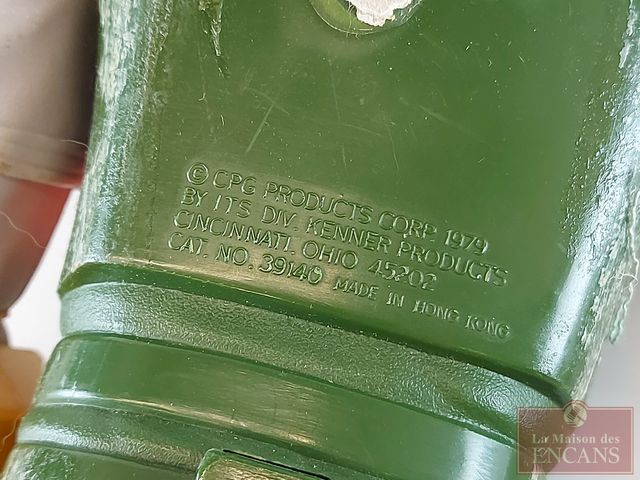 © CPG PRODUCTS CORP. 1979
BY ITS DIV. KENNER PRODUCTS
CINCINNATI, OHIO 45202
CAT. NO. 39140 MADE IN HONG KONG
La Maison des
ENCANS